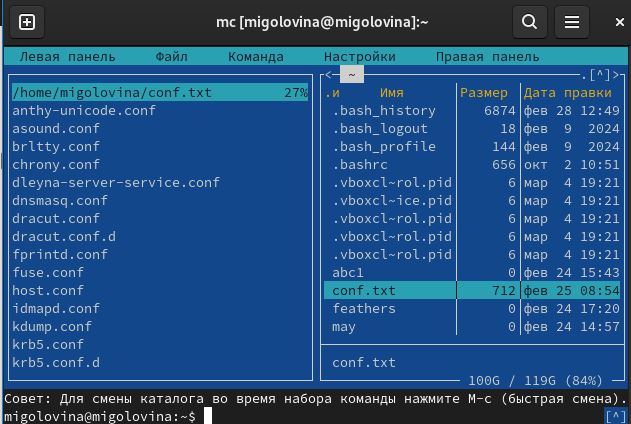 mc [migolovina@migolovina]:~
Левая панель Файл Команда Настройки Правая панель
/home/migolovina/conf.txt 27%
anthy-unicode.conf
asound.conf
brltty.conf
chrony.conf
dleyna-server-service.conf
dnsmasq.conf
dracut.conf
dracut.conf.d
fprintd.conf
fuse.conf
host.conf
idmapd.conf
kdump.conf
krb5.conf
krb5.conf.d
<─ ~ .[^]>
.и Имя Размер Дата правки
.bash_history 6874 фев 28 12:49
.bash_logout 18 фев 9 2024
.bash_profile 144 фев 9 2024
.bashrc 656 окт 2 10:51
.vboxcl~rol.pid 6 мар 4 19:21
.vboxcl~ice.pid 6 мар 4 19:21
.vboxcl~rol.pid 6 мар 4 19:21
.vboxcl~rol.pid 6 мар 4 19:21
.vboxcl~rol.pid 6 мар 4 19:21
abc1 0 фев 24 15:43
conf.txt 712 фев 25 08:54
feathers 0 фев 24 17:20
may 0 фев 24 14:57
conf.txt
100G / 119G (84%)
Совет: Для смены каталога во время набора команды нажмите M-c (быстрая смена).
migolovina@migolovina:~$ [^]